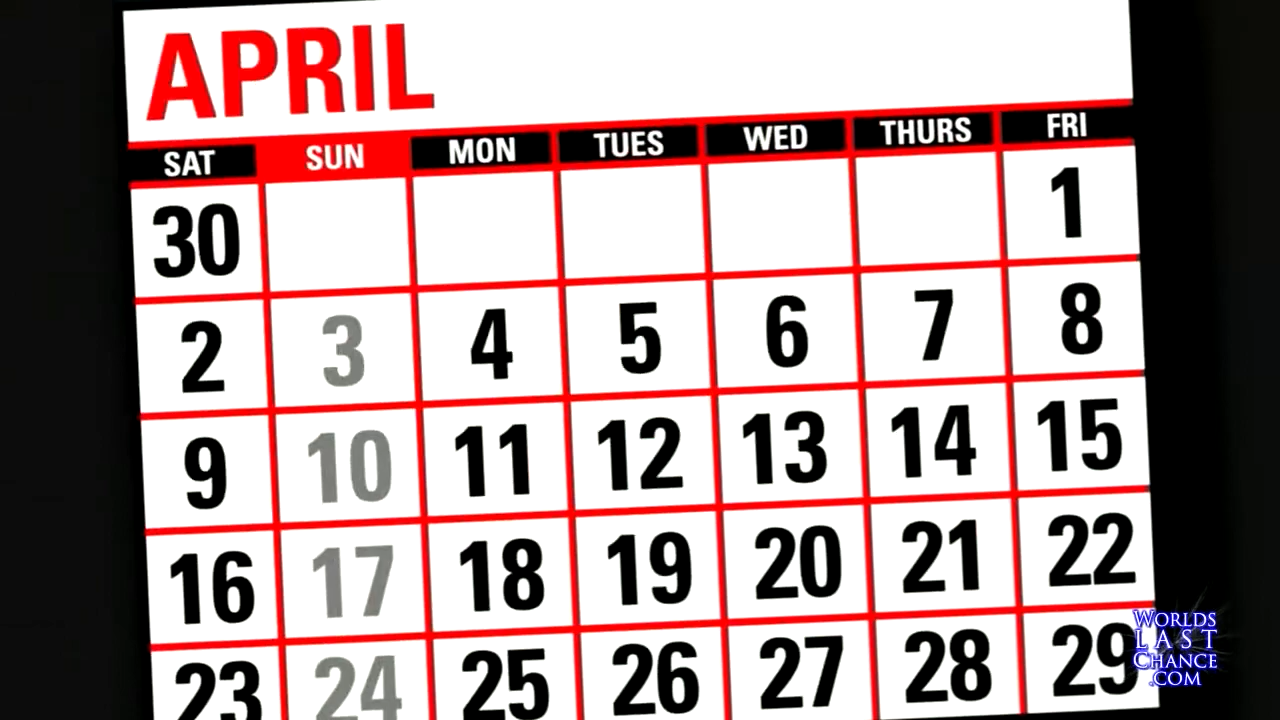 APRIL
SAT SUN MON TUES WED THURS FRI
30 1
2 3 4 5 6 7 8
9 10 11 12 13 14 15
16 17 18 19 20 21 22
23 24 25 26 27 28 29
WORLDS
LAST
CHANCE
.COM